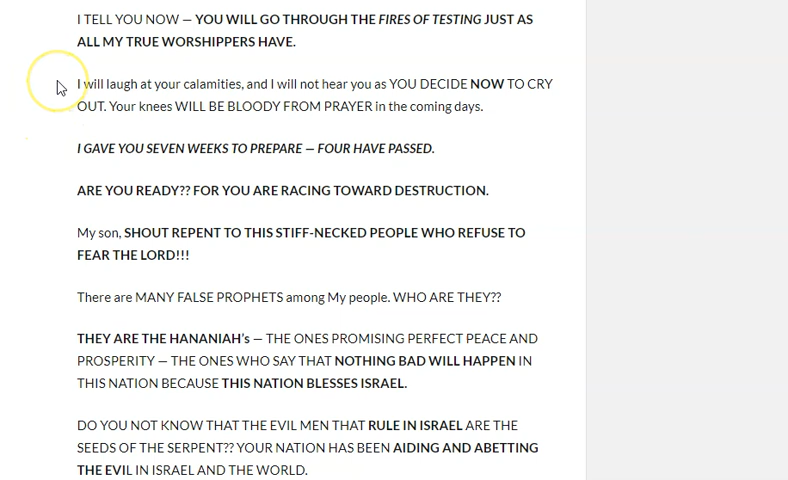 I TELL YOU NOW — YOU WILL GO THROUGH THE FIRES OF TESTING JUST AS
ALL MY TRUE WORSHIPPERS HAVE.
I will laugh at your calamities, and I will not hear you as YOU DECIDE NOW TO CRY
OUT. Your knees WILL BE BLOODY FROM PRAYER in the coming days.
I GAVE YOU SEVEN WEEKS TO PREPARE — FOUR HAVE PASSED.
ARE YOU READY?? FOR YOU ARE RACING TOWARD DESTRUCTION.
My son, SHOUT REPENT TO THIS STIFF-NECKED PEOPLE WHO REFUSE TO
FEAR THE LORD!!!
There are MANY FALSE PROPHETS among My people. WHO ARE THEY??
THEY ARE THE HANANIAH's — THE ONES PROMISING PERFECT PEACE AND
PROSPERITY — THE ONES WHO SAY THAT NOTHING BAD WILL HAPPEN IN
THIS NATION BECAUSE THIS NATION BLESSES ISRAEL.
DO YOU NOT KNOW THAT THE EVIL MEN THAT RULE IN ISRAEL ARE THE
SEEDS OF THE SERPENT?? YOUR NATION HAS BEEN AIDING AND ABETTING
THE EVIL IN ISRAEL AND THE WORLD.